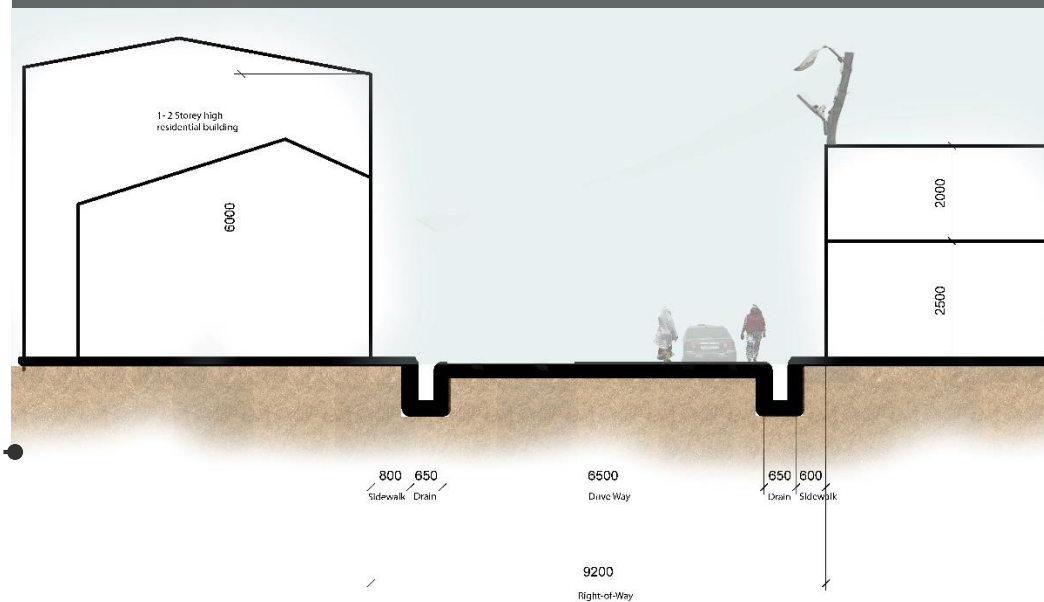 1- 2 Storey high
residential building
6000
2000
2500
800 650 6500 650 600
Sidewalk Drain Drive Way Drain Sidewalk
9200
Right-of-Way